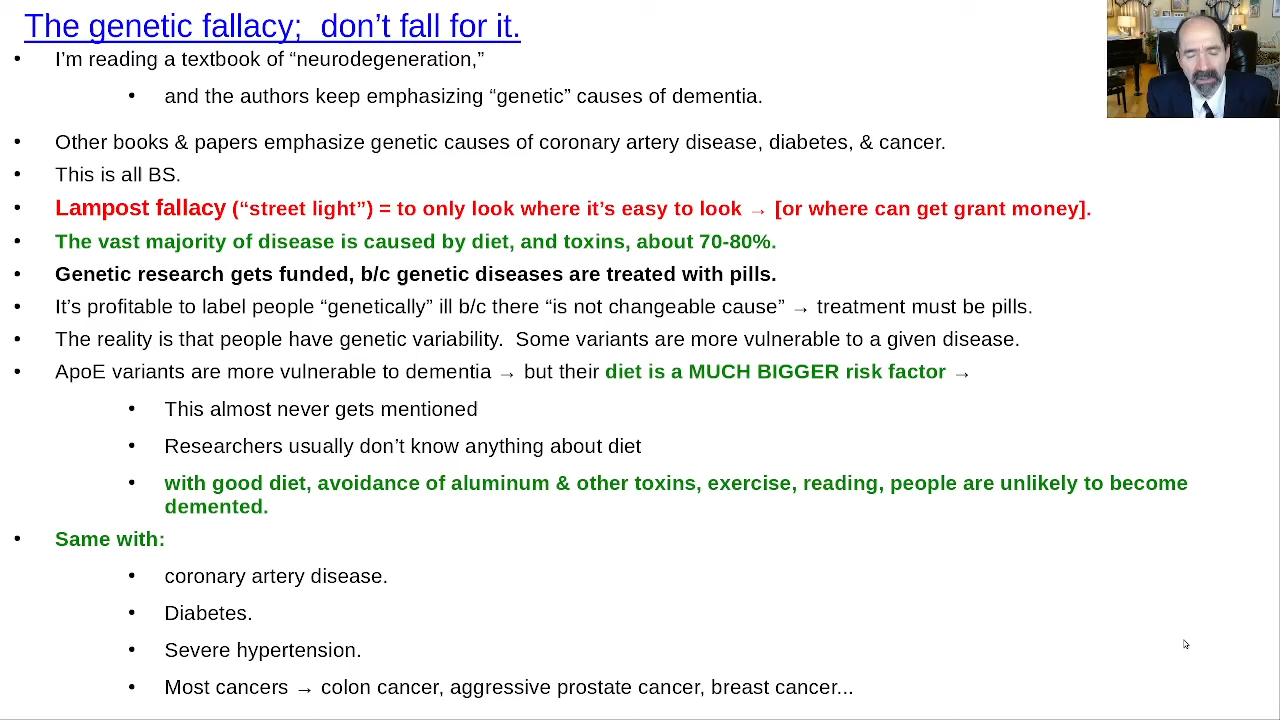 The genetic fallacy;  don’t fall for it.
• I’m reading a textbook of “neurodegeneration,”
• and the authors keep emphasizing “genetic” causes of dementia.
• Other books & papers emphasize genetic causes of coronary artery disease, diabetes, & cancer.
• This is all BS.
• Lampost fallacy (“street light”) = to only look where it’s easy to look → [or where can get grant money].
• The vast majority of disease is caused by diet, and toxins, about 70-80%.
• Genetic research gets funded, b/c genetic diseases are treated with pills.
• It’s profitable to label people “genetically” ill b/c there “is not changeable cause” → treatment must be pills.
• The reality is that people have genetic variability.  Some variants are more vulnerable to a given disease.
• ApoE variants are more vulnerable to dementia → but their diet is a MUCH BIGGER risk factor →
• This almost never gets mentioned
• Researchers usually don’t know anything about diet
• with good diet, avoidance of aluminum & other toxins, exercise, reading, people are unlikely to become
demented.
• Same with:
• coronary artery disease.
• Diabetes.
• Severe hypertension.
• Most cancers → colon cancer, aggressive prostate cancer, breast cancer...